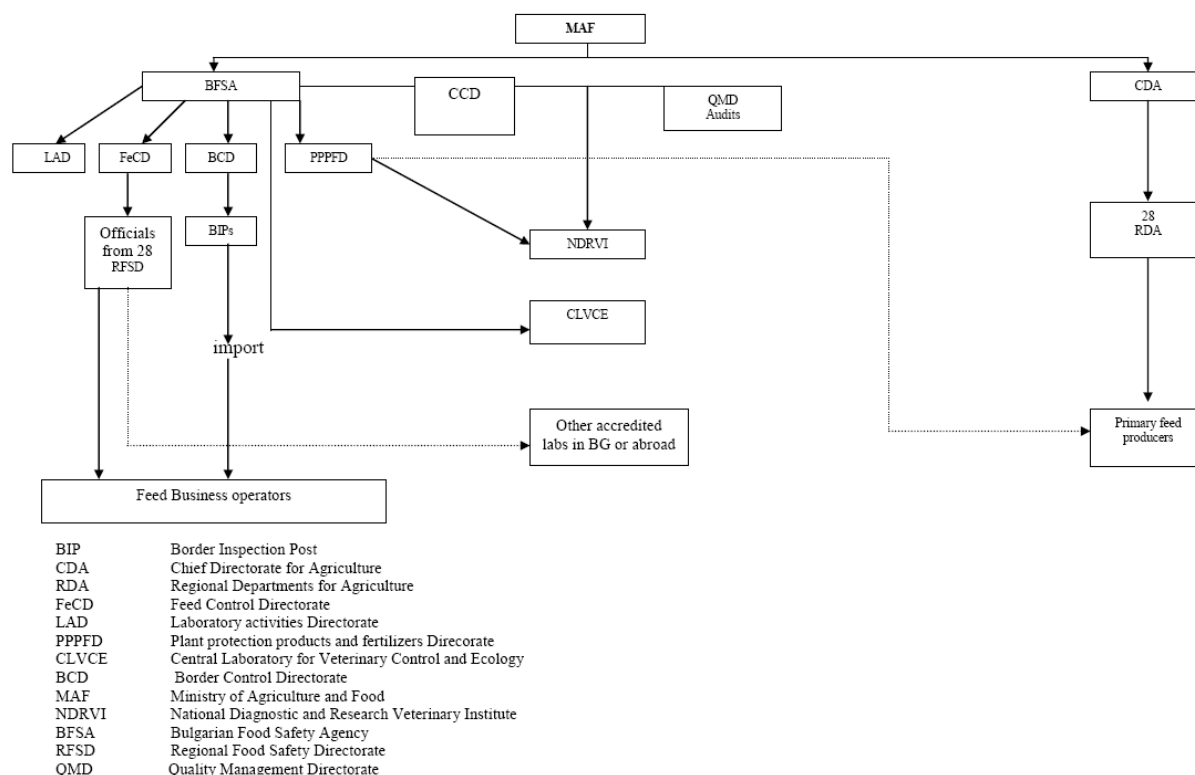 MAF
BFSA
CCD
QMD
Audits
CDA
LAD
FeCD
BCD
PPPFD
Officials
from 28
RFSD
BIPs
NDRVI
28
RDA
CLVCE
import
Other accredited
labs in BG or abroad
Primary feed
producers
Feed Business operators
BIP Border Inspection Post
CDA Chief Directorate for Agriculture
RDA Regional Departments for Agriculture
FeCD Feed Control Directorate
LAD Laboratory activities Directorate
PPPFD Plant protection products and fertilizers Direcorate
CLVCE Central Laboratory for Veterinary Control and Ecology
BCD Border Control Directorate
MAF Ministry of Agriculture and Food
NDRVI National Diagnostic and Research Veterinary Institute
BFSA Bulgarian Food Safety Agency
RFSD Regional Food Safety Directorate
QMD Quality Management Directorate